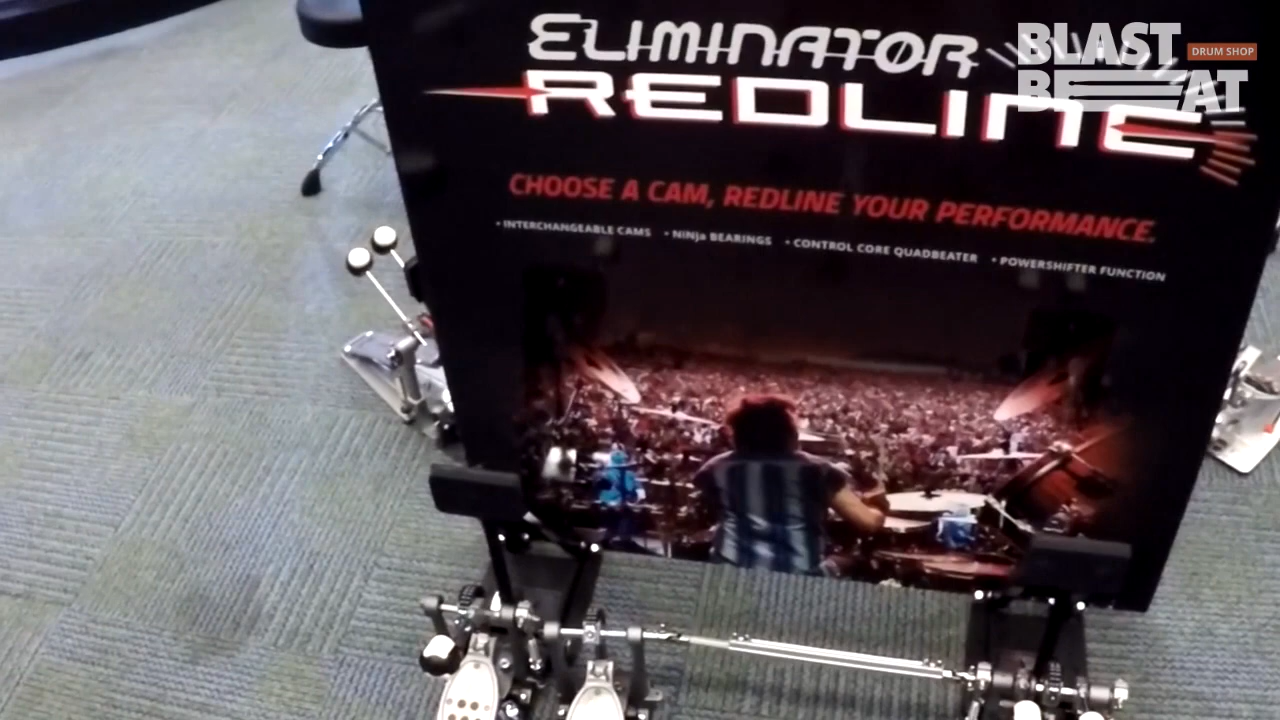 ELIMINATOR
REDLINE
CHOOSE A CAM, REDLINE YOUR PERFORMANCE.
• INTERCHANGEABLE CAMS • NINja BEARINGS • CONTROL CORE QUADBEATER • POWERSHIFTER FUNCTION
BLAST
DRUM SHOP
BEAT